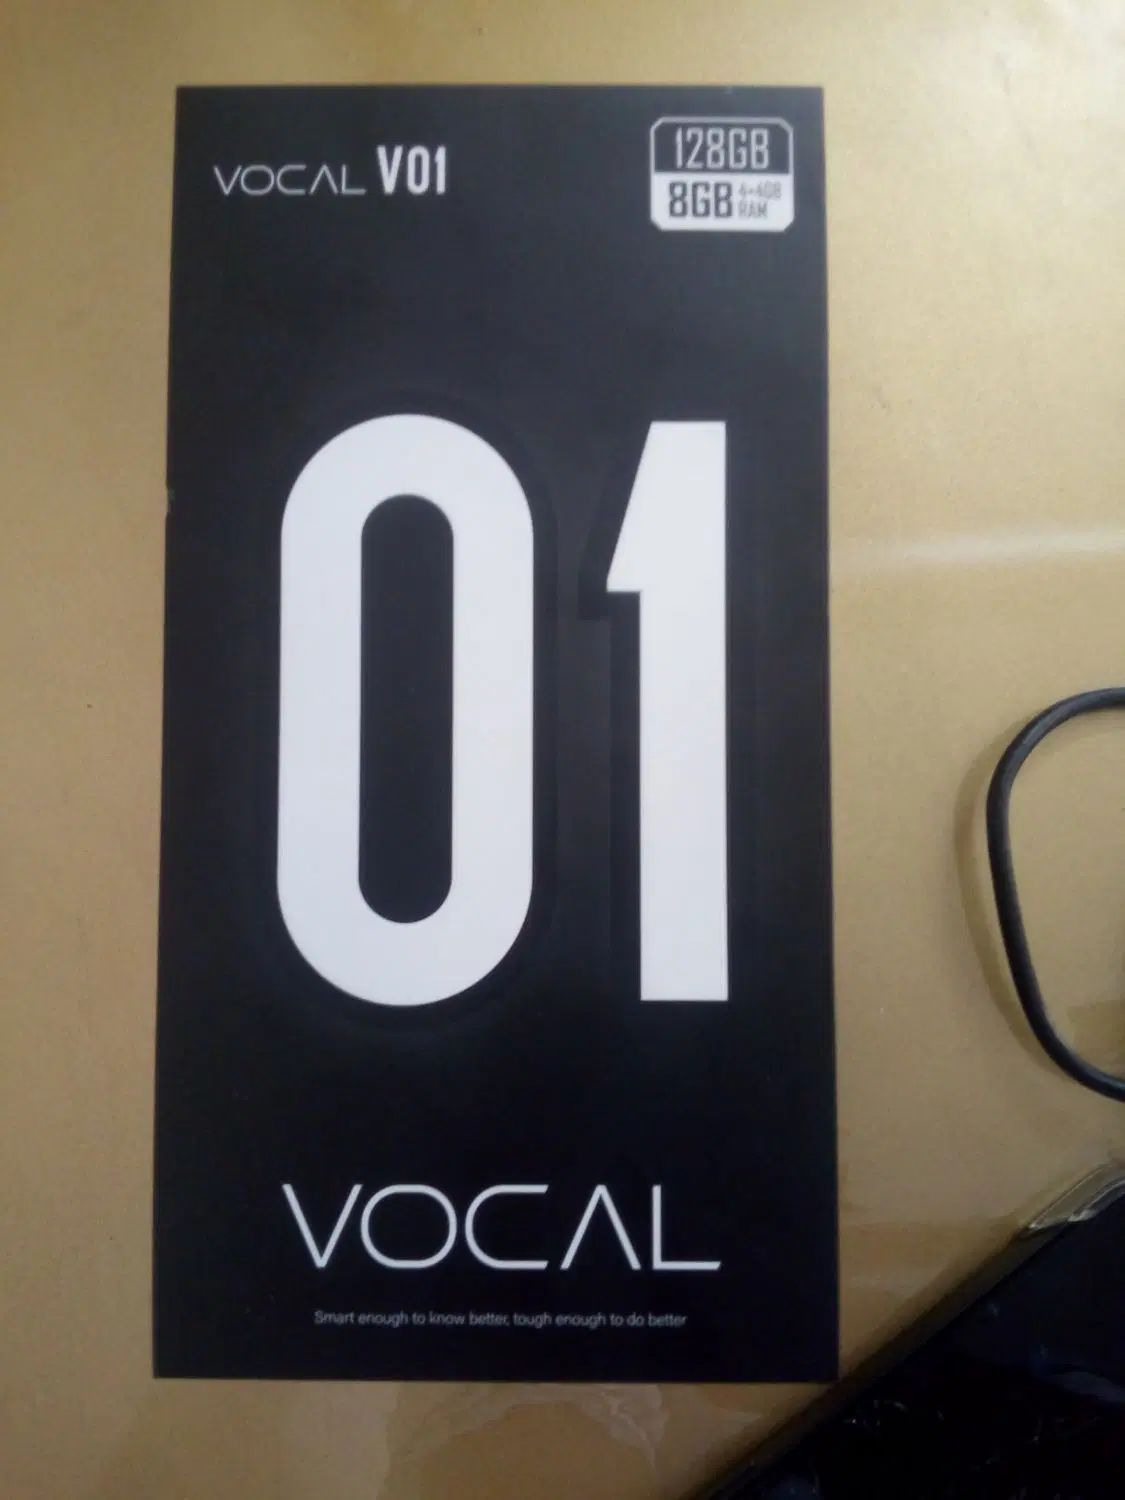 VOCAL V01
128GB
8GB 4+4GB
RAM
01
VOCAL
Smart enough to know better, tough enough to do better